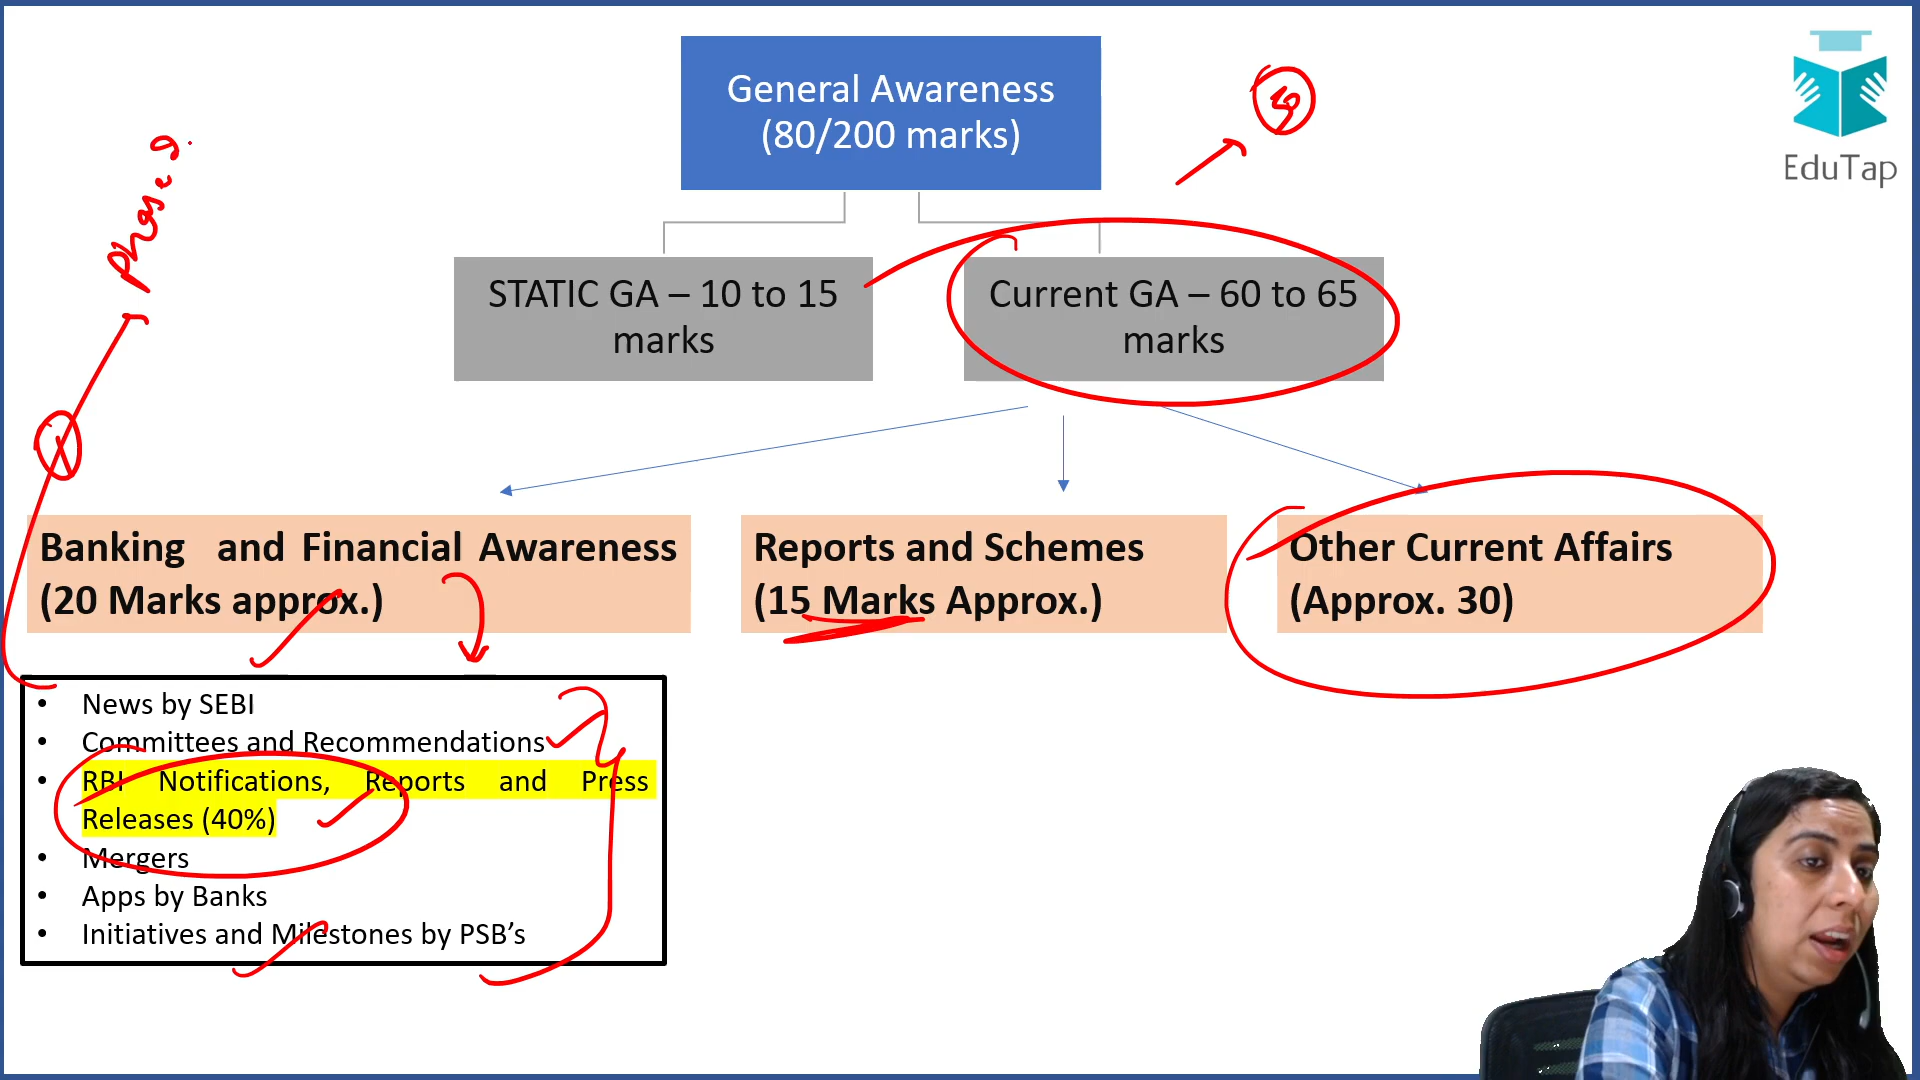 General Awareness
(80/200 marks)
EduTap
Phase 2.
STATIC GA – 10 to 15
marks
Current GA – 60 to 65
marks
Banking and Financial Awareness
(20 Marks approx.)
Reports and Schemes
(15 Marks Approx.)
Other Current Affairs
(Approx. 30)
• News by SEBI
• Committees and Recommendations
• RBI Notifications, Reports and Press
Releases (40%)
• Mergers
• Apps by Banks
• Initiatives and Milestones by PSB’s